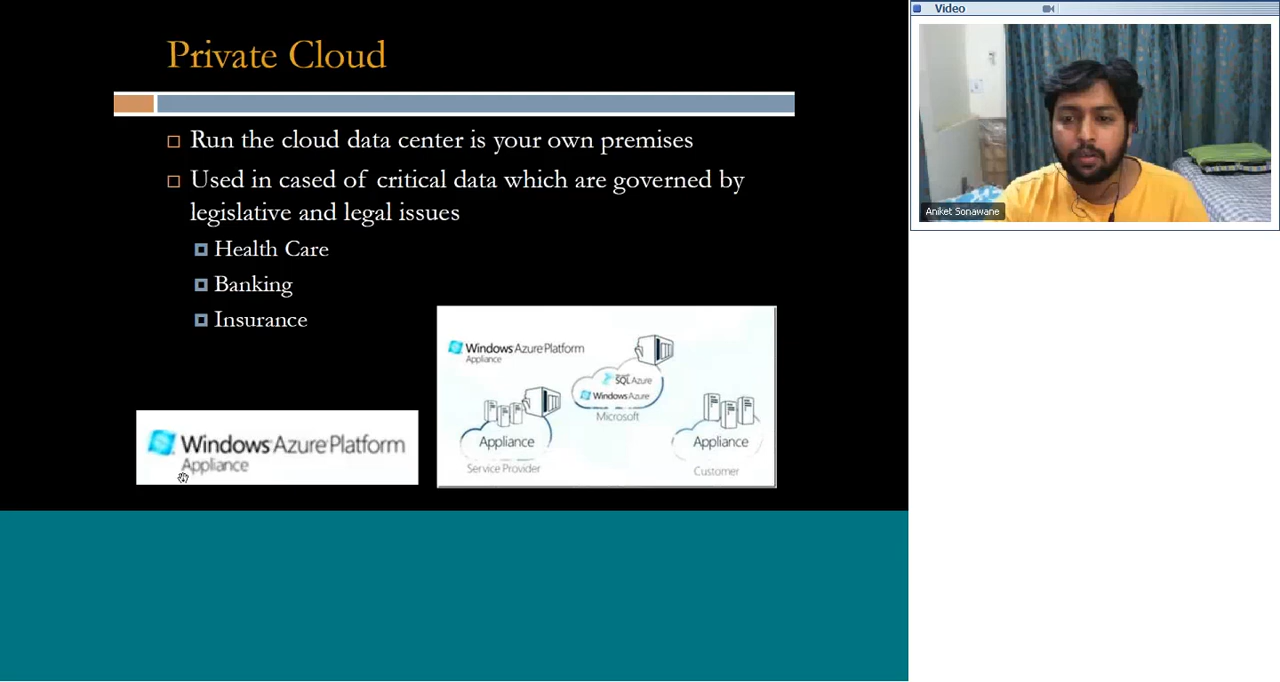 Private Cloud
Run the cloud data center is your own premises
Used in cased of critical data which are governed by
legislative and legal issues
Health Care
Banking
Insurance
Windows Azure Platform
Appliance
Windows Azure Platform
Appliance
SQL Azure
Windows Azure
Microsoft
Appliance
Service Provider
Appliance
Customer
Video
Aniket Sonawane